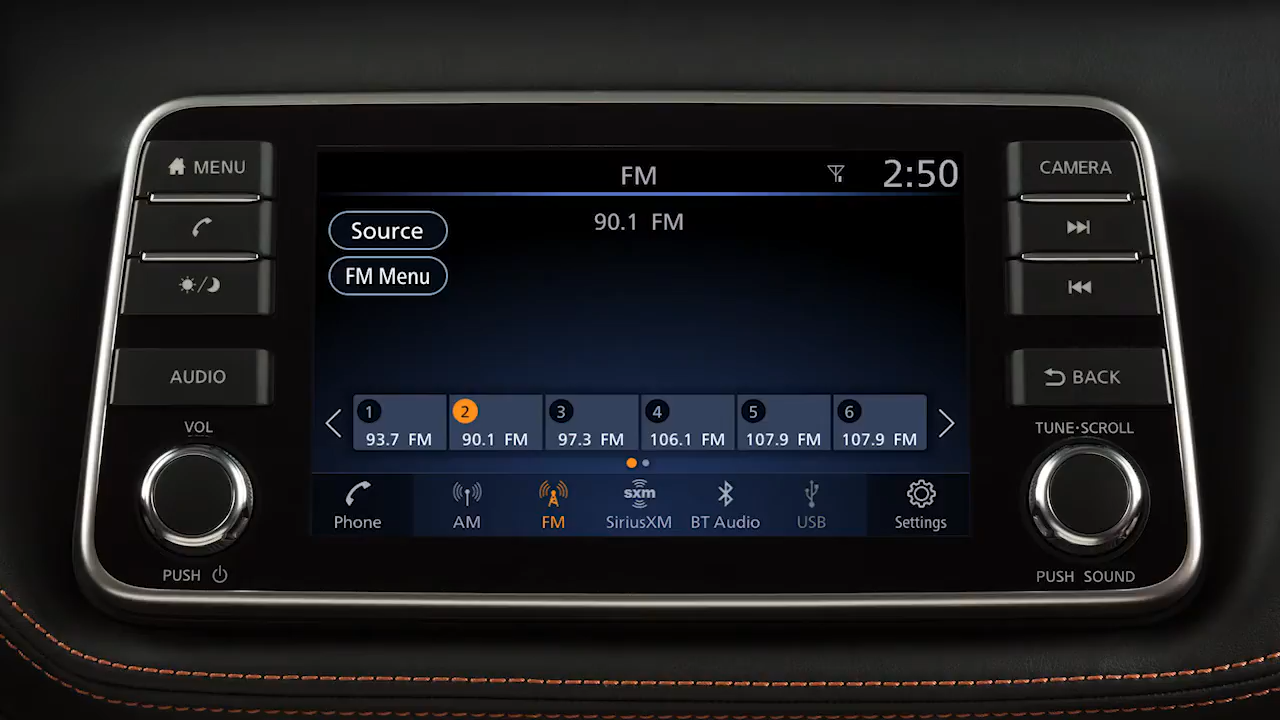 MENU
AUDIO
VOL
PUSH
FM
2:50
90.1 FM
Source
FM Menu
1
93.7 FM
2
90.1 FM
3
97.3 FM
4
106.1 FM
5
107.9 FM
6
107.9 FM
Phone
AM
FM
sxm
SiriusXM
BT Audio
USB
Settings
CAMERA
BACK
TUNE·SCROLL
PUSH SOUND